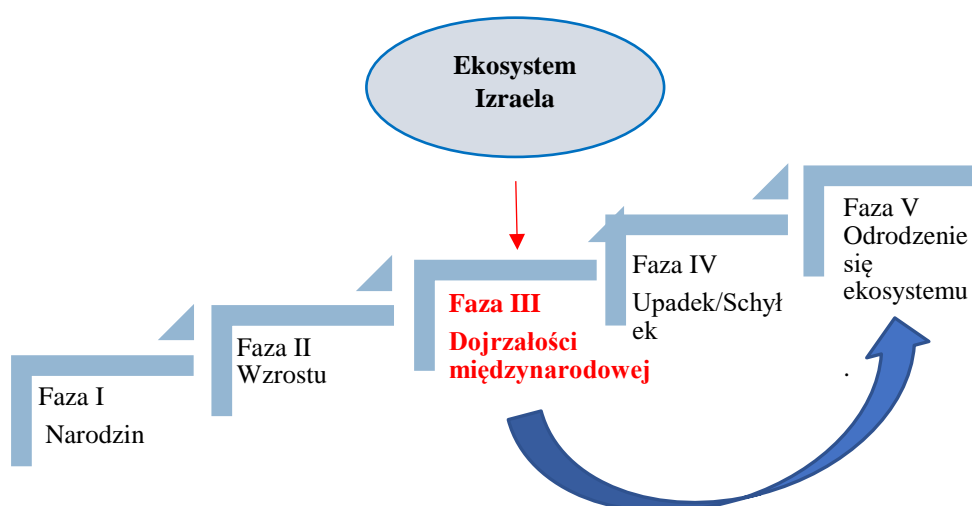 Ekosystem
Izraela
Faza I
Narodzin
Faza II
Wzrostu
Faza III
Dojrzałości
międzynarodowej
Faza IV
Upadek/Schył
ek
Faza V
Odrodzenie
się
ekosystemu
.